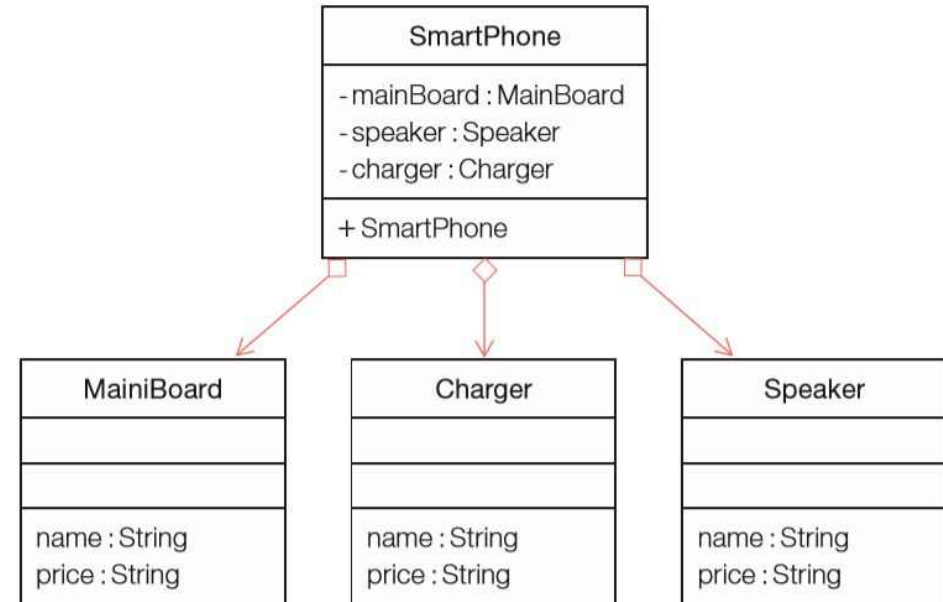 SmartPhone
- mainBoard : MainBoard
- speaker : Speaker
- charger : Charger
+ SmartPhone
MainiBoard
name : String
price : String
Charger
name : String
price : String
Speaker
name : String
price : String